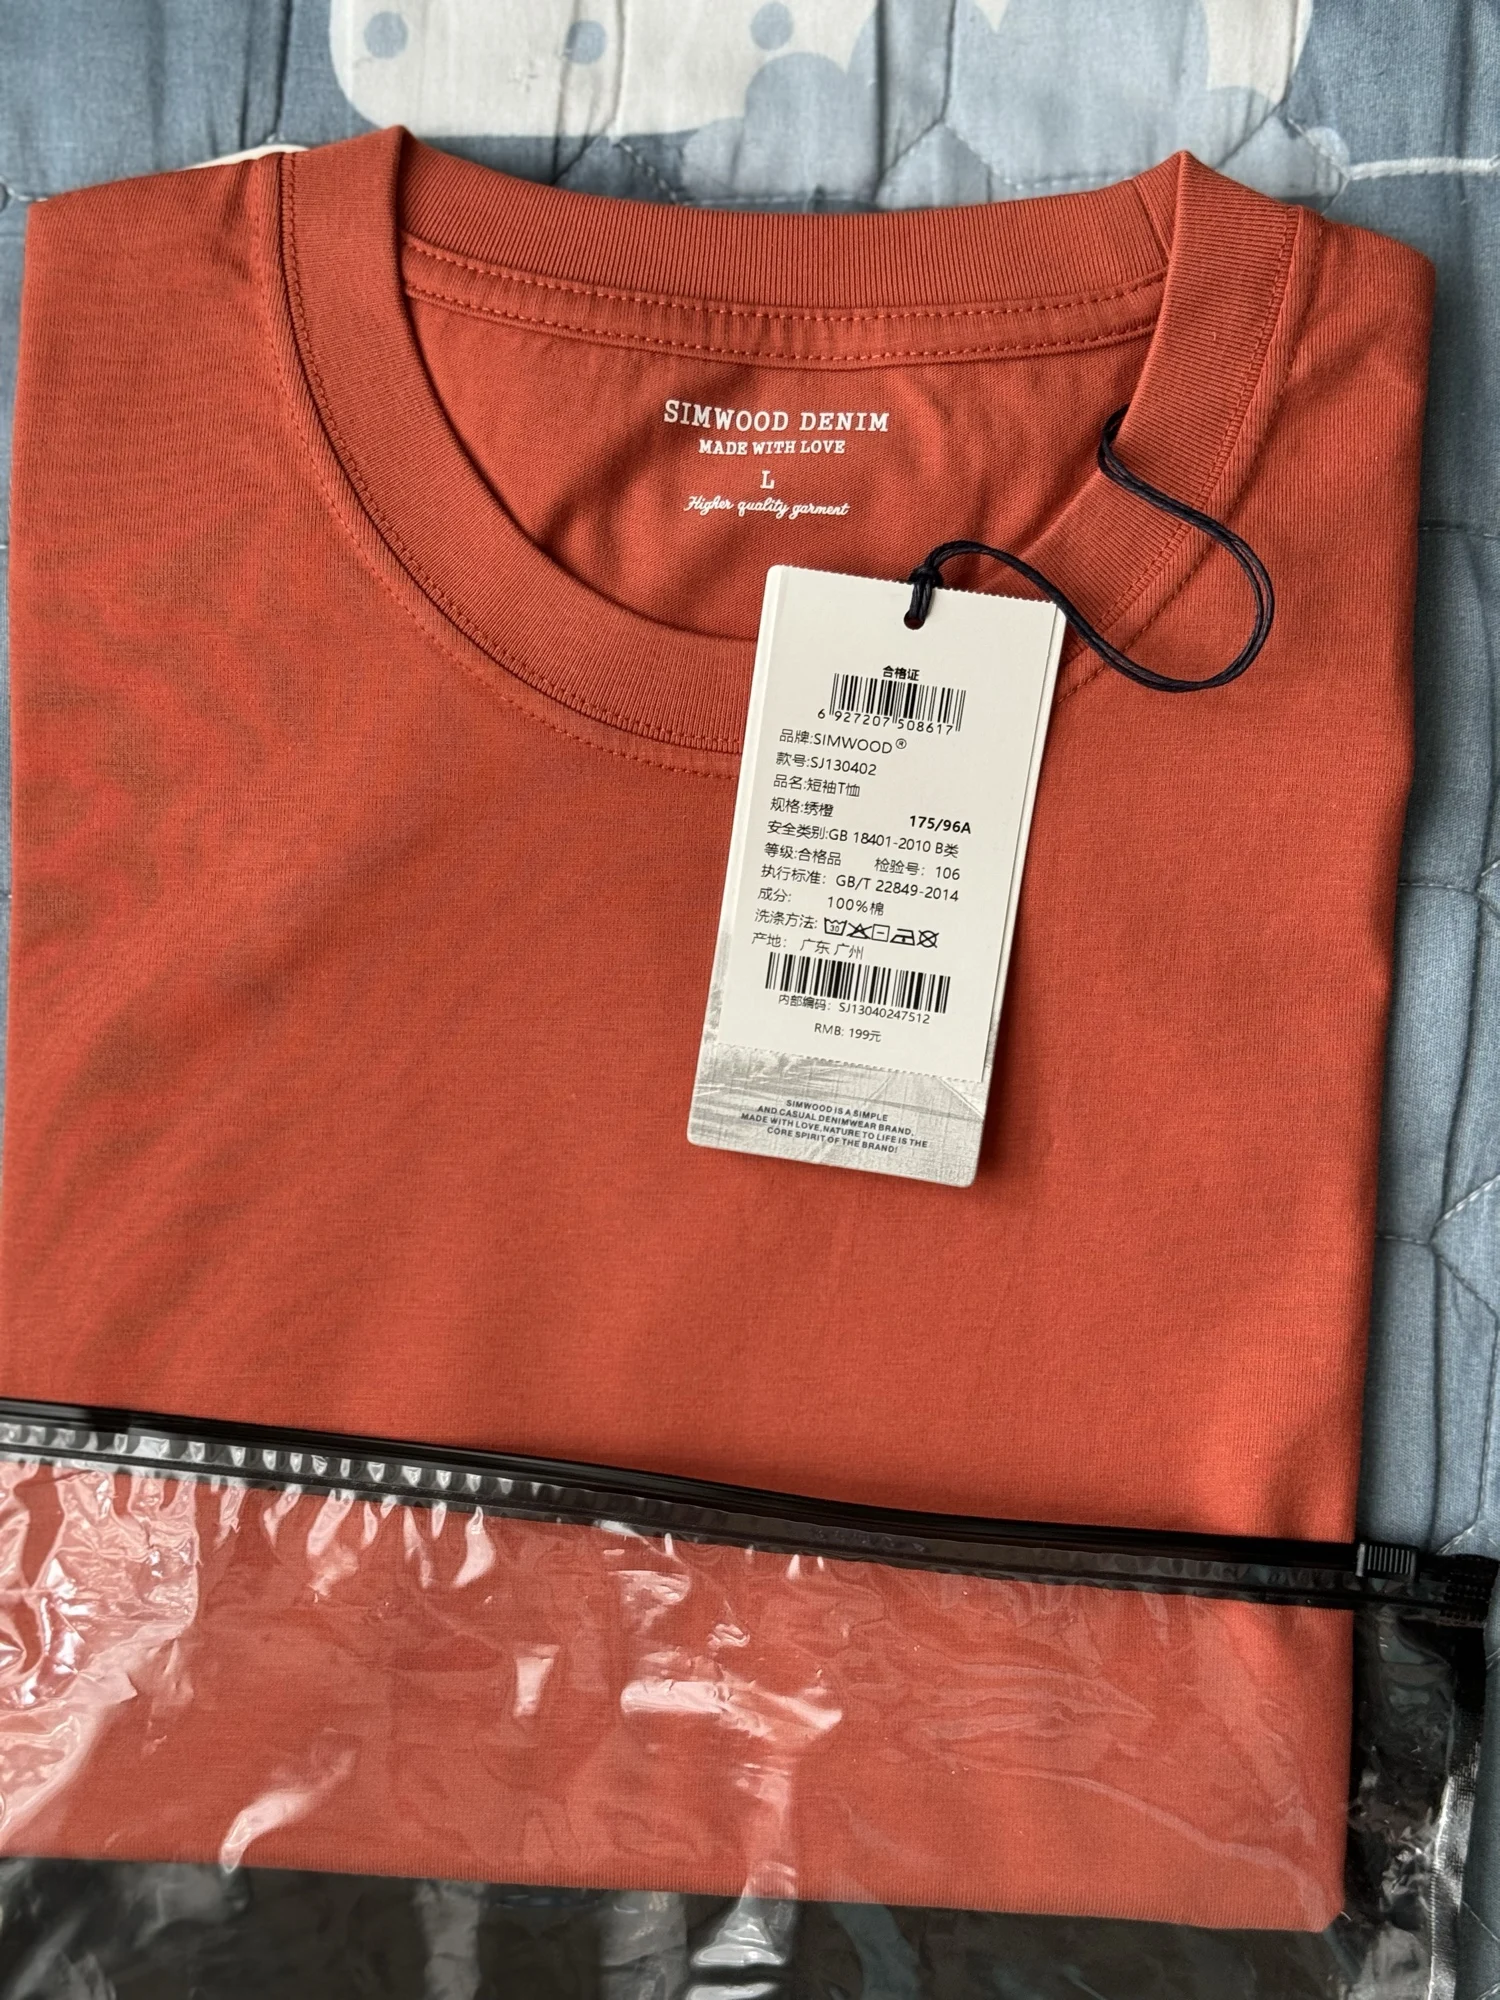 SIMWOOD DENIM
MADE WITH LOVE
L
Higher quality garment
合格证
6 927207 508617
品牌:SIMWOOD®
款号:SJ130402
品名:短袖T恤
规格:绣橙 175/96A
安全类别:GB 18401-2010 B类
等级:合格品 检验号: 106
执行标准: GB/T 22849-2014
成分: 100%棉
洗涤方法: 30
产地: 广东 广州
内部编码: SJ13040247512
RMB: 199元
SIMWOOD IS A SIMPLE
AND CASUAL DENIMWEAR BRAND,
MADE WITH LOVE, NATURE TO LIFE IS THE
CORE SPIRIT OF THE BRAND!